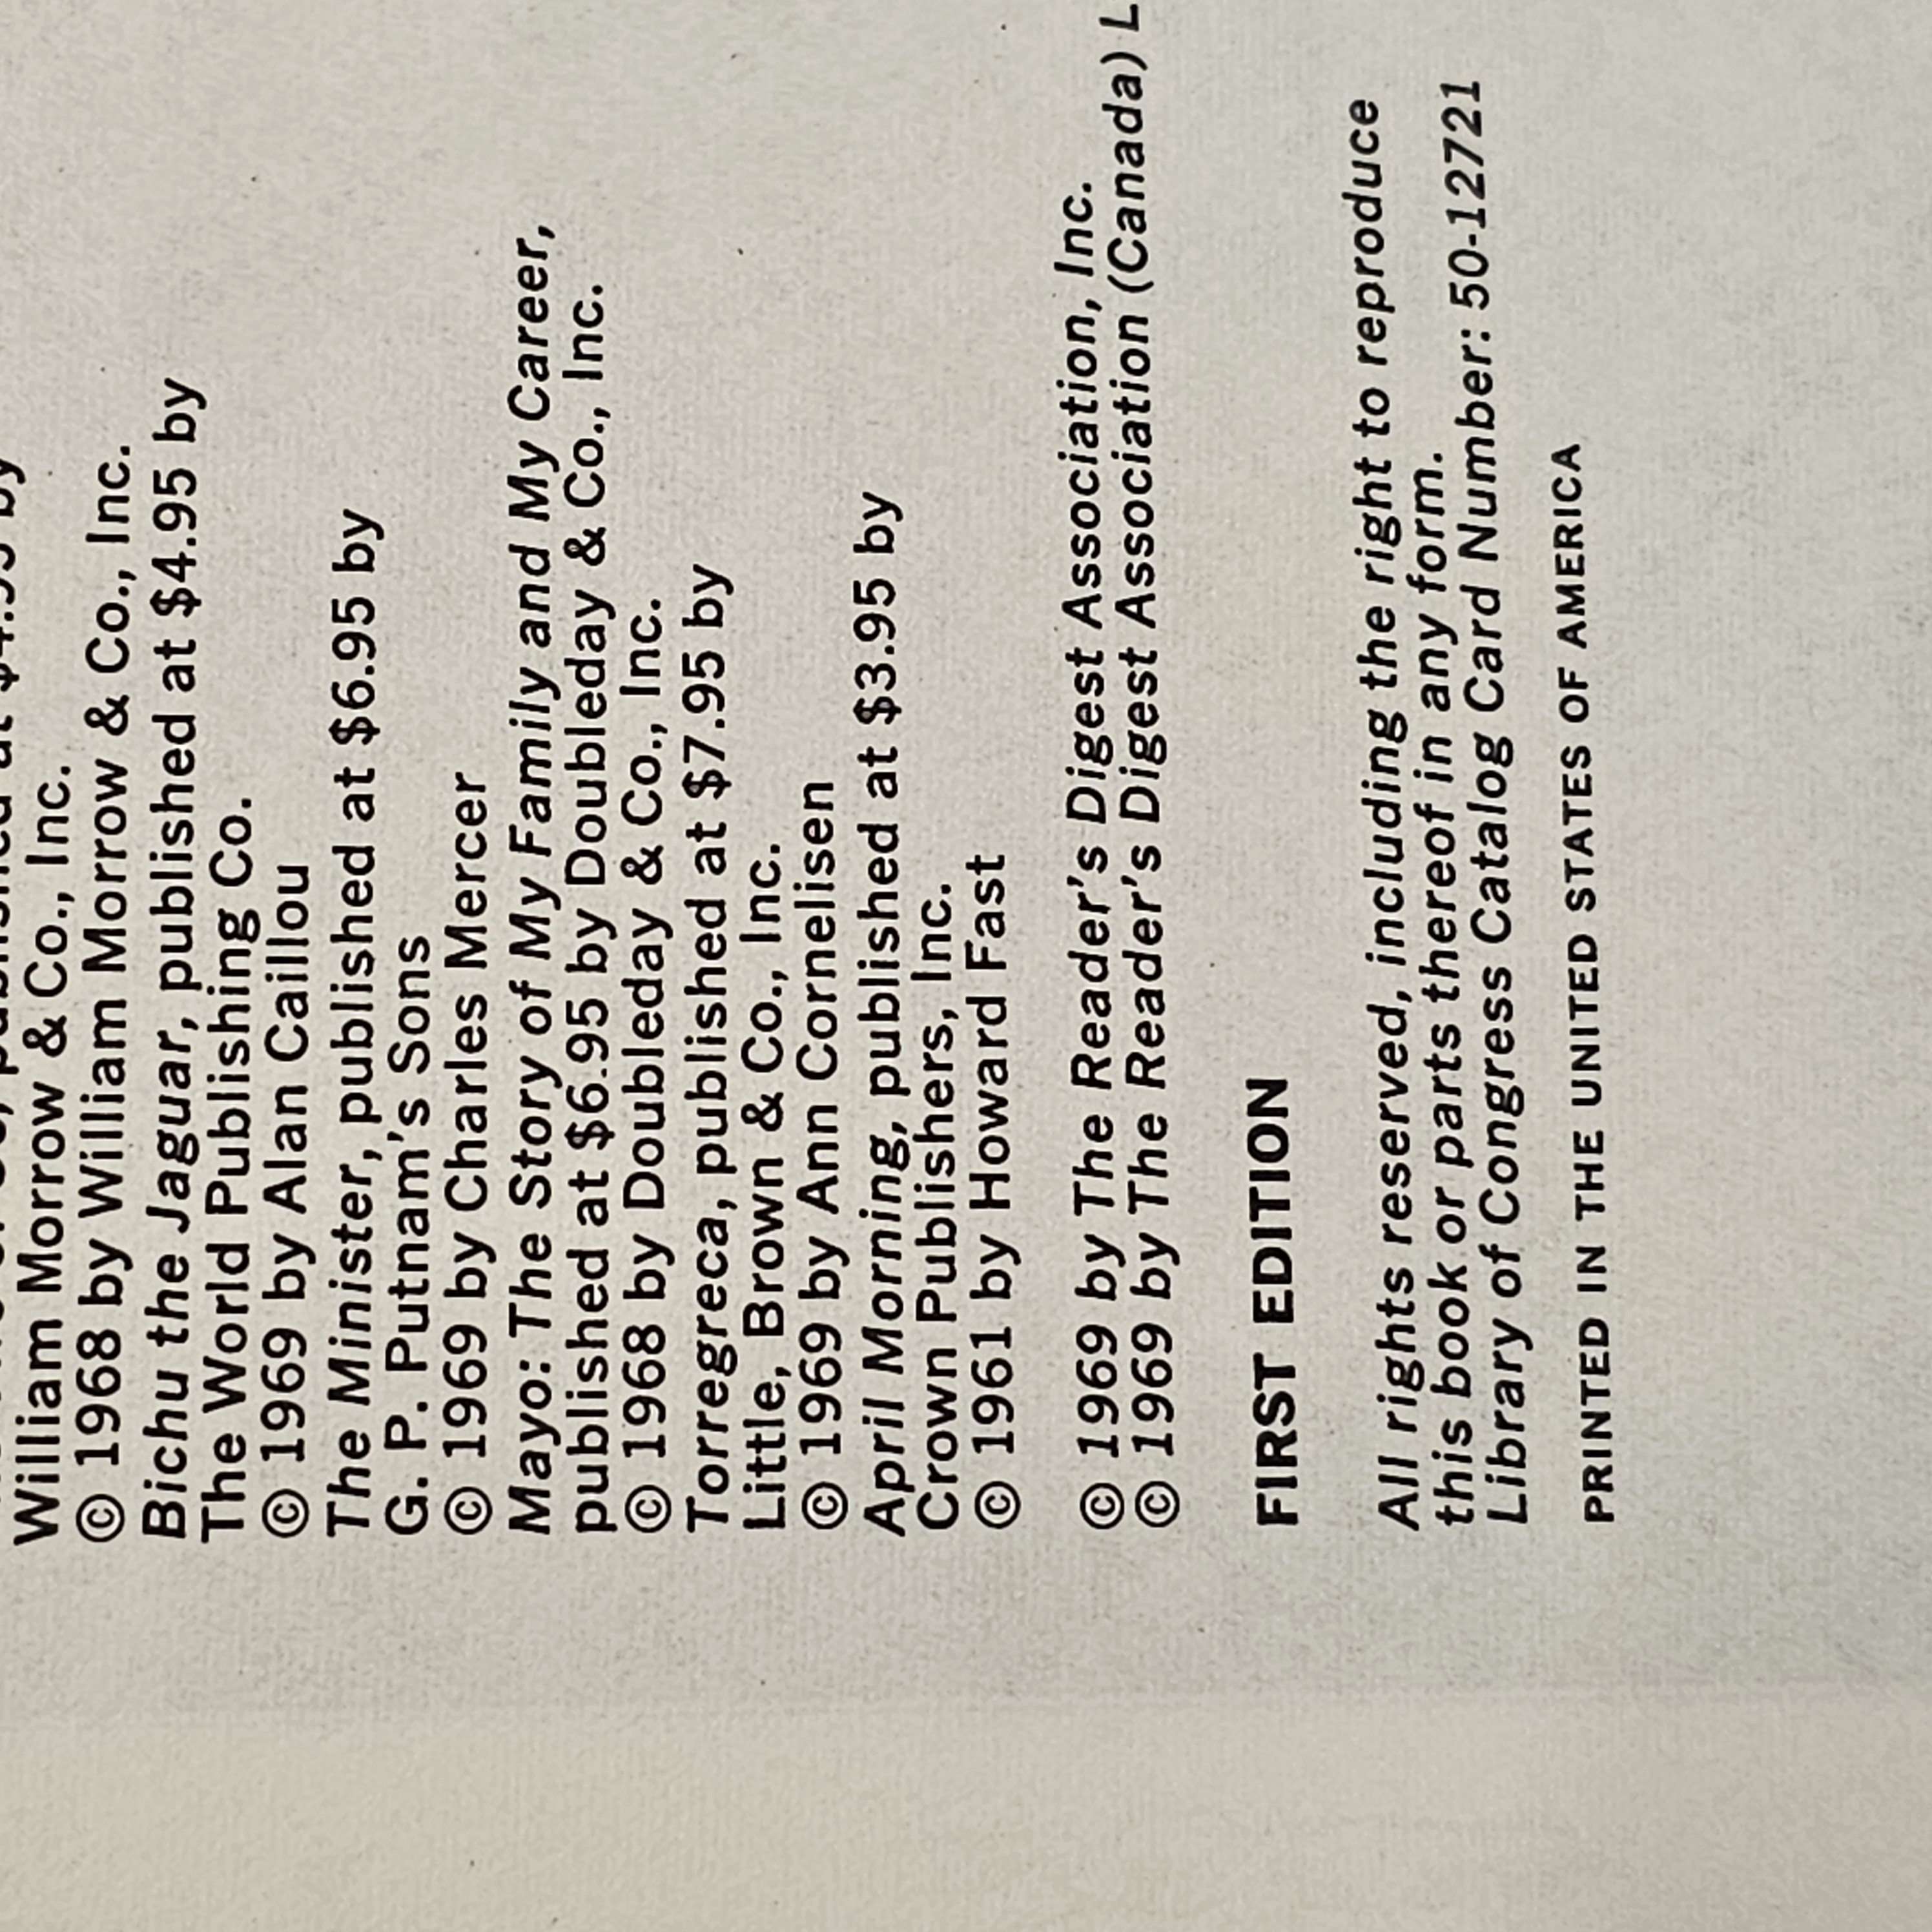 published at $4.95 by
William Morrow & Co., Inc.
© 1968 by William Morrow & Co., Inc.
Bichu the Jaguar, published at $4.95 by
The World Publishing Co.
© 1969 by Alan Caillou
The Minister, published at $6.95 by
G. P. Putnam's Sons
© 1969 by Charles Mercer
Mayo: The Story of My Family and My Career,
published at $6.95 by Doubleday & Co., Inc.
© 1968 by Doubleday & Co., Inc.
Torregreca, published at $7.95 by
Little, Brown & Co., Inc.
© 1969 by Ann Cornelisen
April Morning, published at $3.95 by
Crown Publishers, Inc.
© 1961 by Howard Fast
© 1969 by The Reader's Digest Association, Inc.
© 1969 by The Reader's Digest Association (Canada) L
FIRST EDITION
All rights reserved, including the right to reproduce
this book or parts thereof in any form.
Library of Congress Catalog Card Number: 50-12721
PRINTED IN THE UNITED STATES OF AMERICA